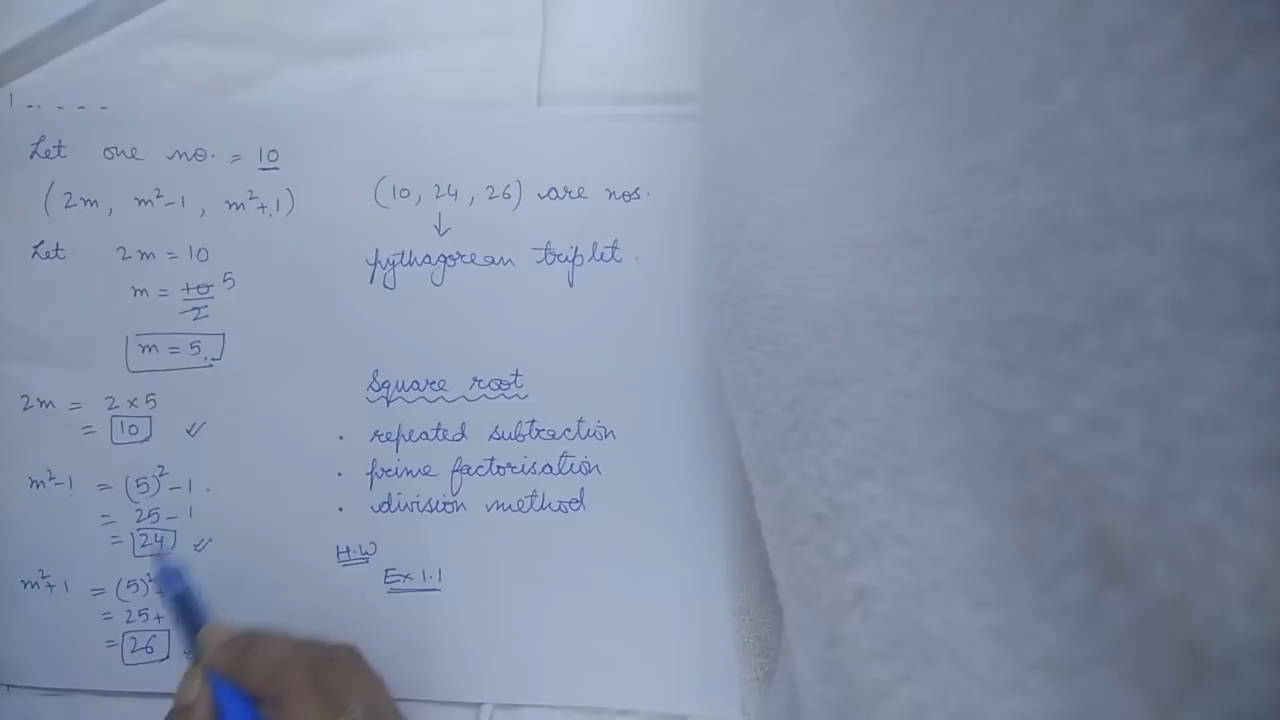 1 .. - - -
Let one no. = 10
(2m, m²-1, m²+1)
Let 2m = 10
m = 10/2 5
m = 5
2m = 2 × 5
= 10 ✓
m²-1 = (5)² - 1
= 25 - 1
= 24 ✓
m²+1 = (5)²+
= 25+
= 26
(10, 24, 26) are nos.
↓
pythagorean triplet.
Square root
. repeated subtraction
. prime factorisation
. division method
H.W
Ex 1.1